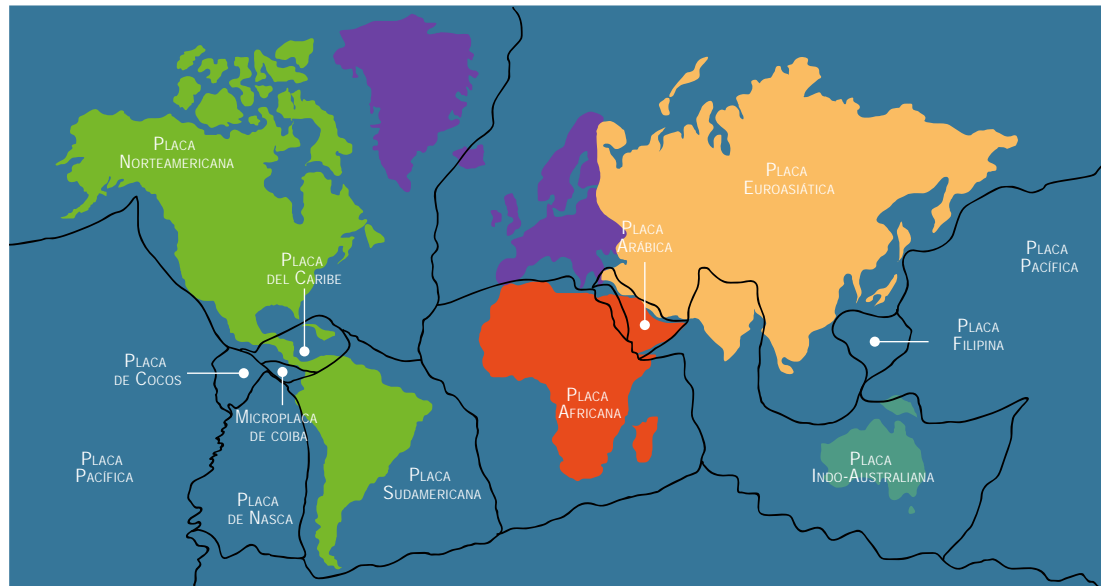 Placa
Norteamericana
Placa
Euroasiática
Placa
Arábica
Placa
del Caribe
Placa
Pacífica
Placa
Filipina
Placa
de Cocos
Microplaca
de coiba
Placa
Africana
Placa
Pacífica
Placa
Sudamericana
Placa
Indo-Australiana
Placa
de Nasca